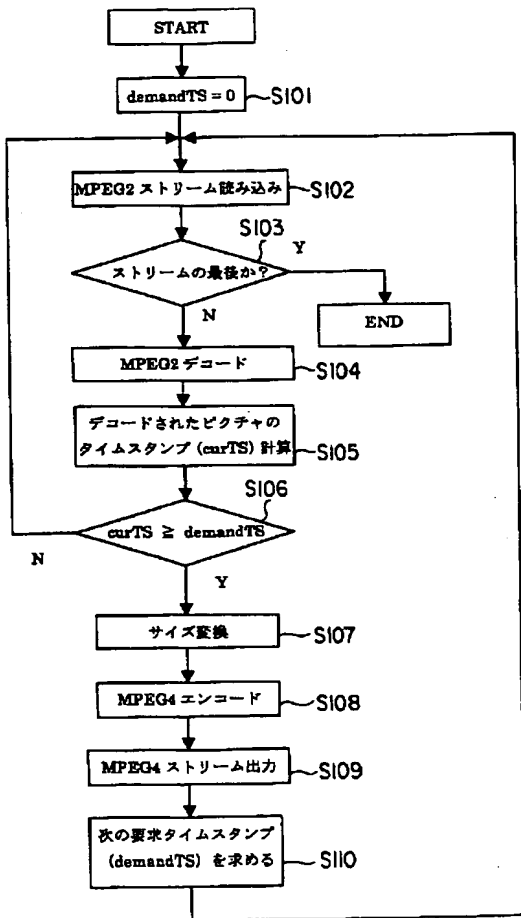 START
demandTS = 0
S101
MPEG2 ストリーム読み込み
S102
S103
ストリームの最後か?
Y
N
END
MPEG2 デコード
S104
デコードされたピクチャの
タイムスタンプ (curTS) 計算
S105
S106
curTS ≧ demandTS
N
Y
サイズ変換
S107
MPEG4 エンコード
S108
MPEG4 ストリーム出力
S109
次の要求タイムスタンプ
(demandTS) を求める
S110